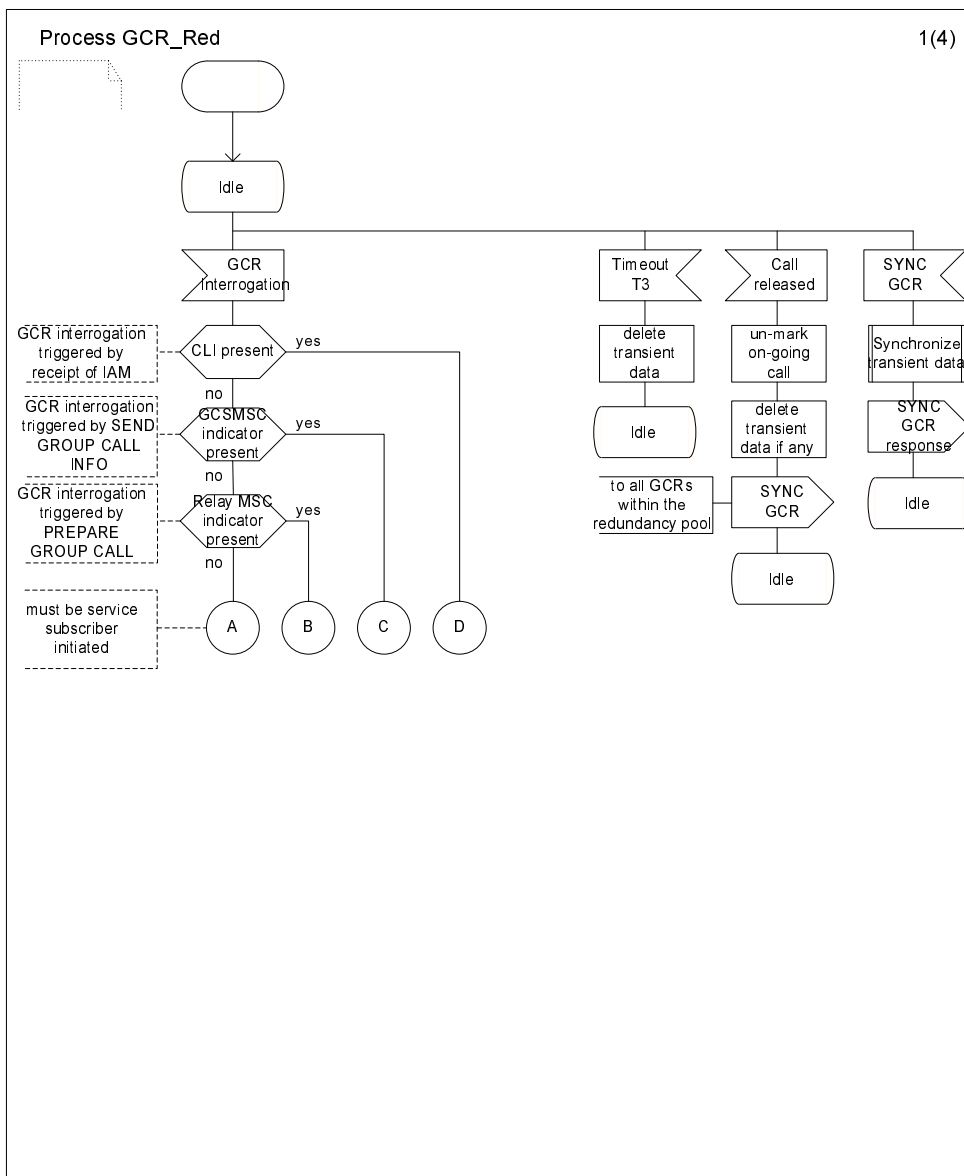 Process GCR_Red
1(4)
Idle
GCR
interrogation
Timeout
T3
Call
released
SYNC
GCR
GCR interrogation
triggered by
receipt of IAM
CLI present
yes
no
delete
transient
data
un-mark
on-going
call
Synchronize
transient data
GCR interrogation
triggered by SEND
GROUP CALL
INFO
GCSMSC
indicator
present
yes
no
Idle
delete
transient
data if any
SYNC
GCR
response
GCR interrogation
triggered by
PREPARE
GROUP CALL
Relay MSC
indicator
present
yes
no
to all GCRs
within the
redundancy pool
SYNC
GCR
Idle
Idle
must be service
subscriber
initiated
A
B
C
D